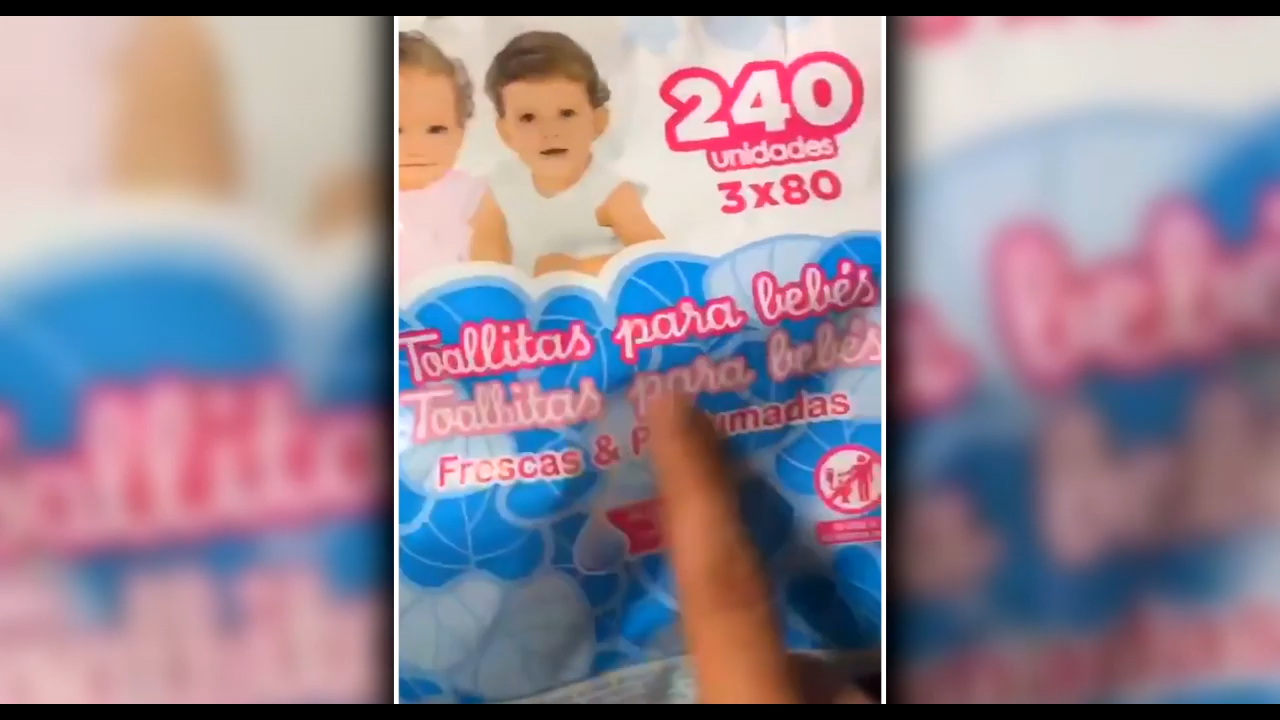 240
unidades
3x80
Toallitas para bebés
Toallitas para bebés
Frescas &